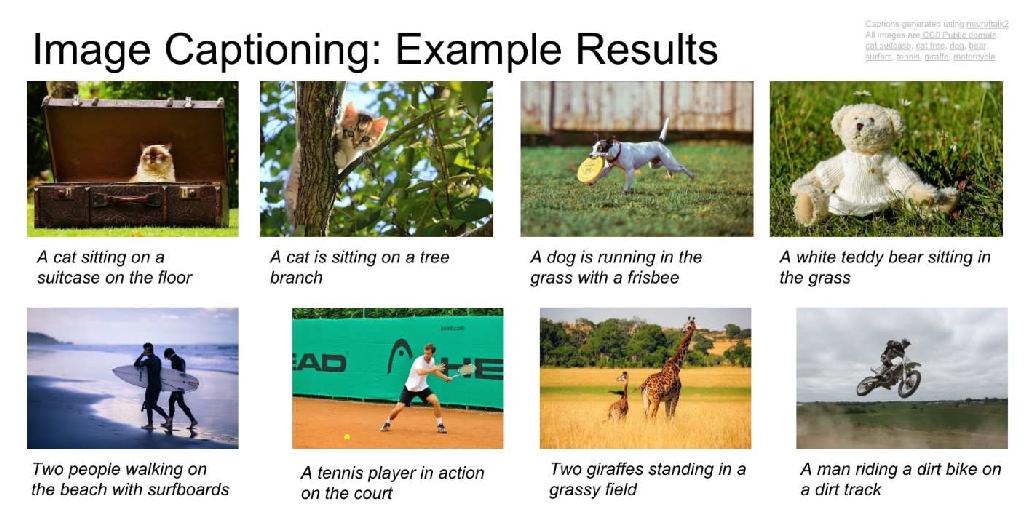 Image Captioning: Example Results
Captions generated using neuraltalk2
All images are CC0 Public domain:
cat suitcase, cat tree, dog, bear,
surfers, tennis, giraffe, motorcycle
A cat sitting on a
suitcase on the floor
A cat is sitting on a tree
branch
A dog is running in the
grass with a frisbee
A white teddy bear sitting in
the grass
EAD
HE
Two people walking on
the beach with surfboards
A tennis player in action
on the court
Two giraffes standing in a
grassy field
A man riding a dirt bike on
a dirt track